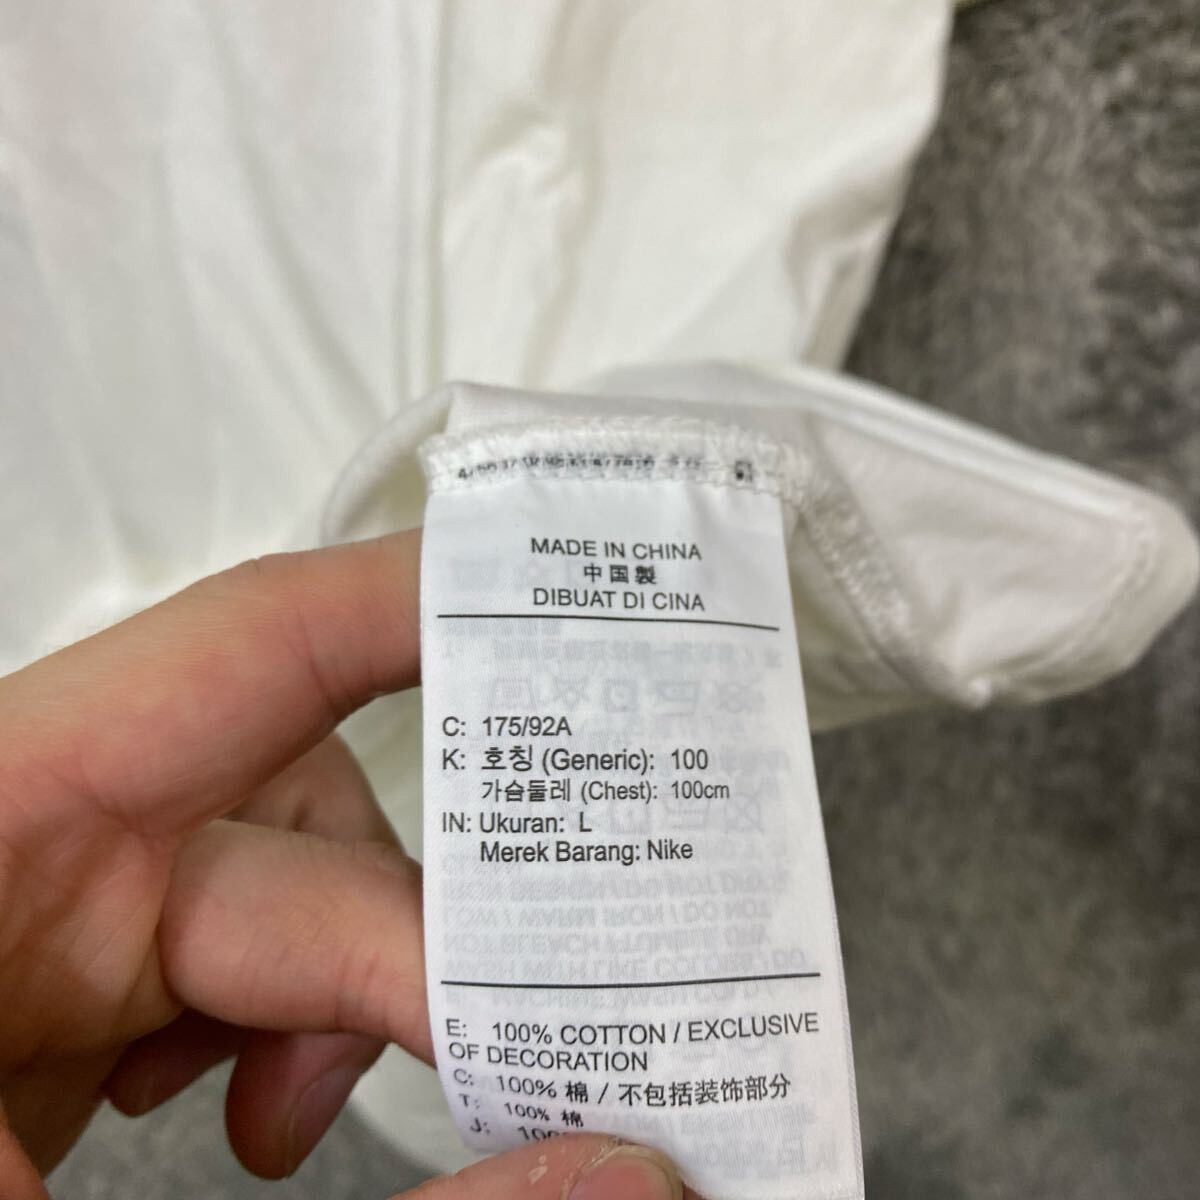 MADE IN CHINA
中国製
DIBUAT DI CINA
C: 175/92A
K: 호칭 (Generic): 100
가슴둘레 (Chest): 100cm
IN: Ukuran: L
Merek Barang: Nike
E: 100% COTTON / EXCLUSIVE
OF DECORATION
C: 100% 棉 / 不包括装饰部分
T: 100% 棉
J: